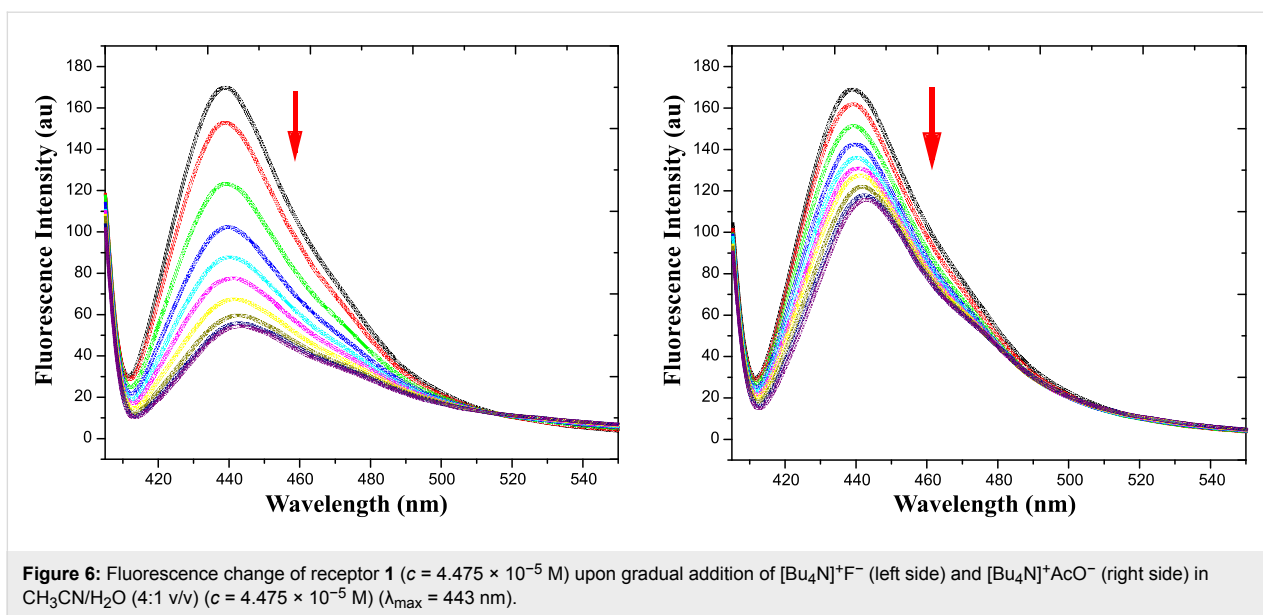 180
160
140
120
100
80
60
40
20
0
Fluorescence Intensity (au)
420 440 460 480 500 520 540
Wavelength (nm)
180
160
140
120
100
80
60
40
20
0
Fluorescence Intensity (au)
420 440 460 480 500 520 540
Wavelength (nm)
Figure 6: Fluorescence change of receptor 1 (c = 4.475 × 10⁻⁵ M) upon gradual addition of [Bu₄N]⁺F⁻ (left side) and [Bu₄N]⁺AcO⁻ (right side) in
CH₃CN/H₂O (4:1 v/v) (c = 4.475 × 10⁻⁵ M) (λmax = 443 nm).